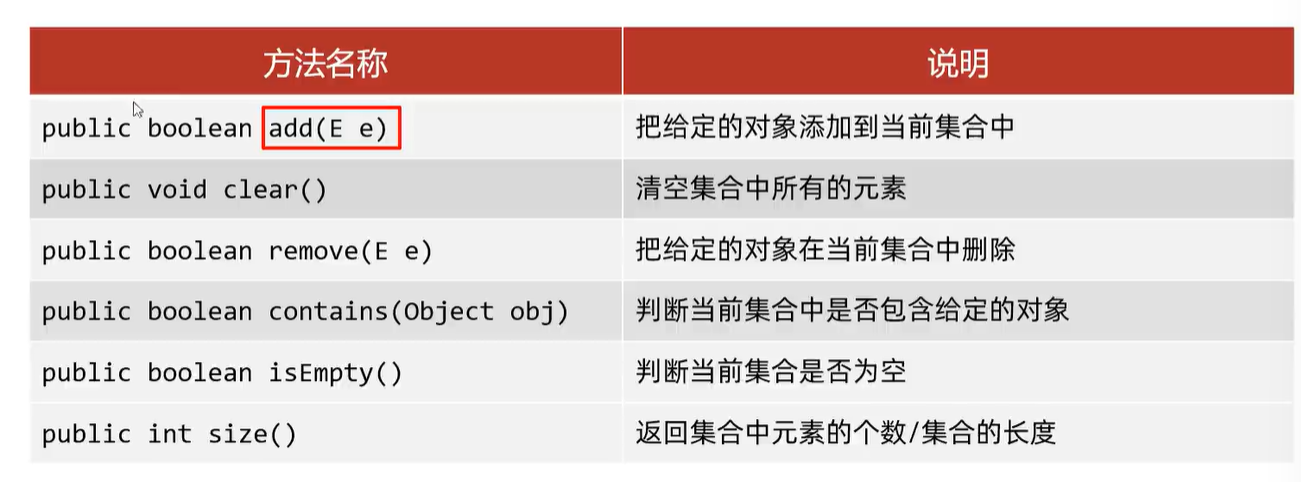 方法名称 说明
public boolean add(E e) 把给定的对象添加到当前集合中
public void clear() 清空集合中所有的元素
public boolean remove(E e) 把给定的对象在当前集合中删除
public boolean contains(Object obj) 判断当前集合中是否包含给定的对象
public boolean isEmpty() 判断当前集合是否为空
public int size() 返回集合中元素的个数/集合的长度